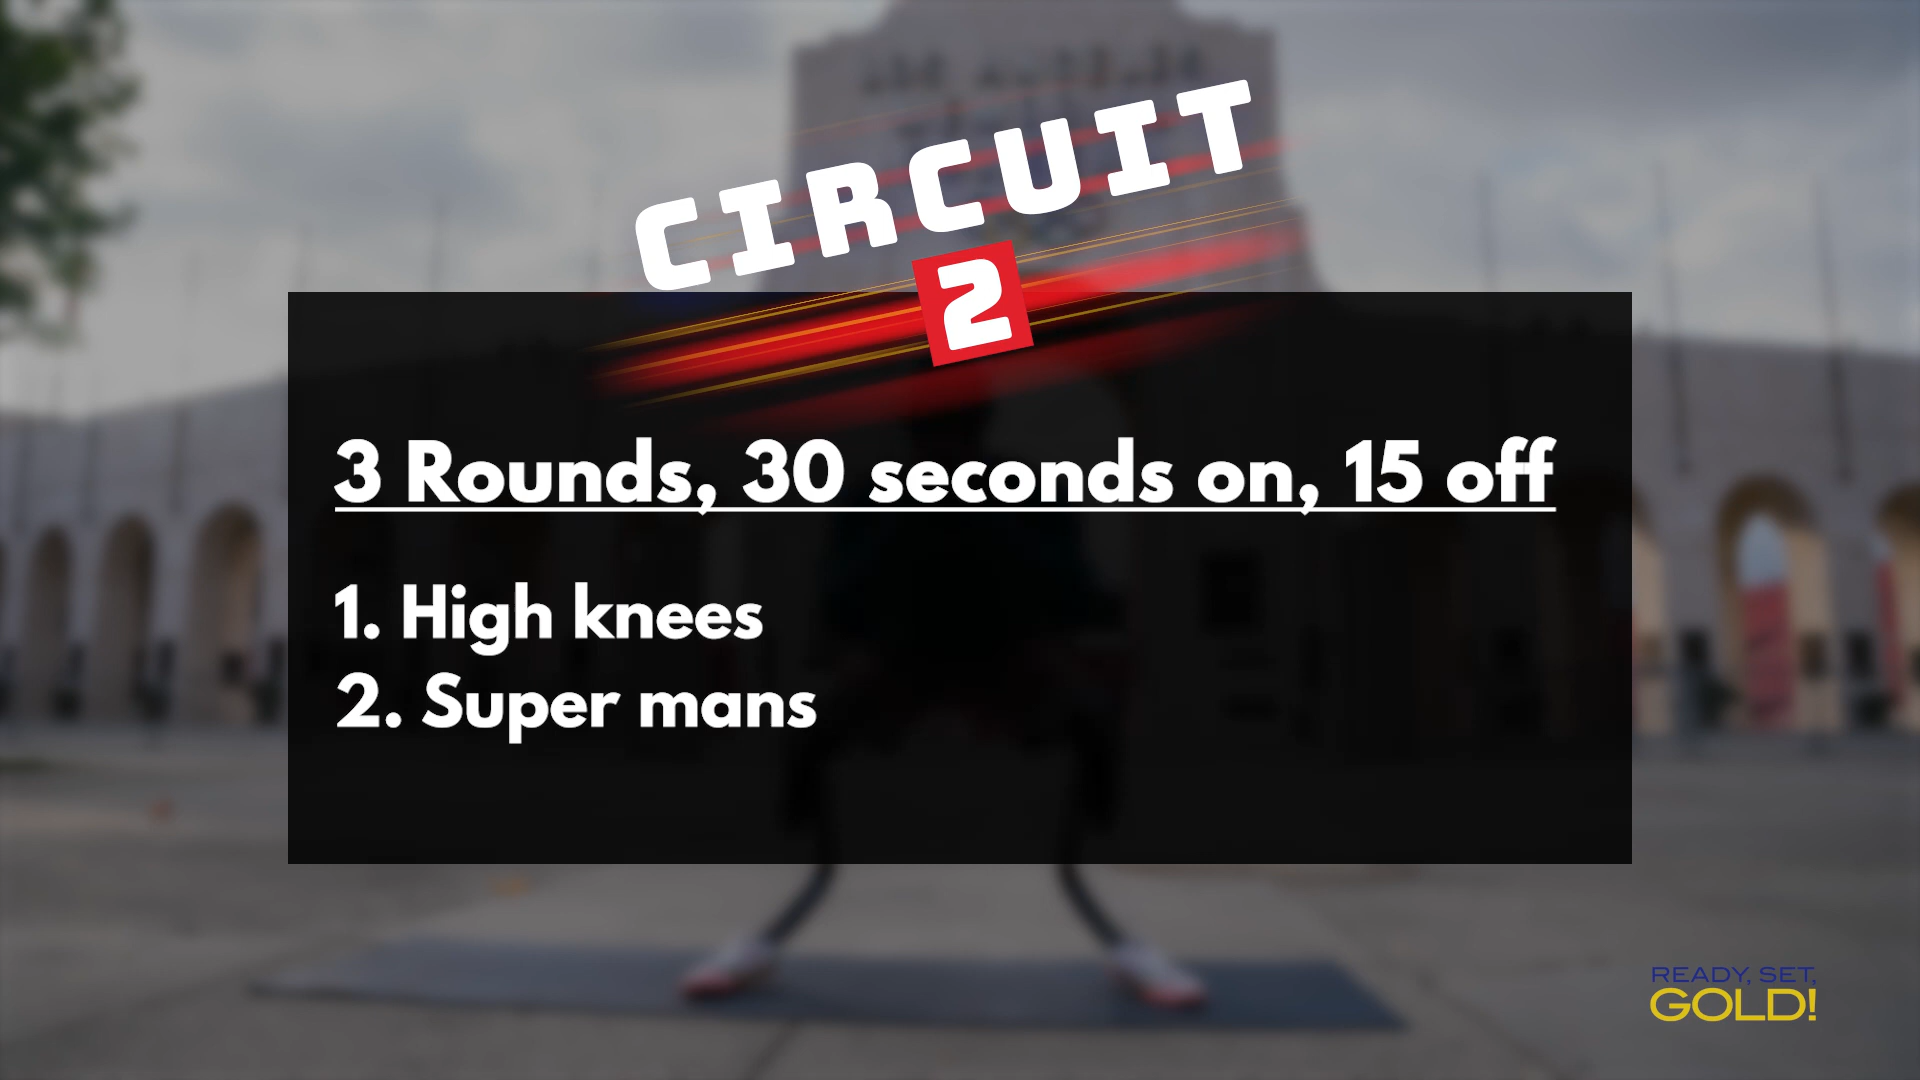 CIRCUIT
2
3 Rounds, 30 seconds on, 15 off
1. High knees
2. Super mans
READY, SET,
GOLD!